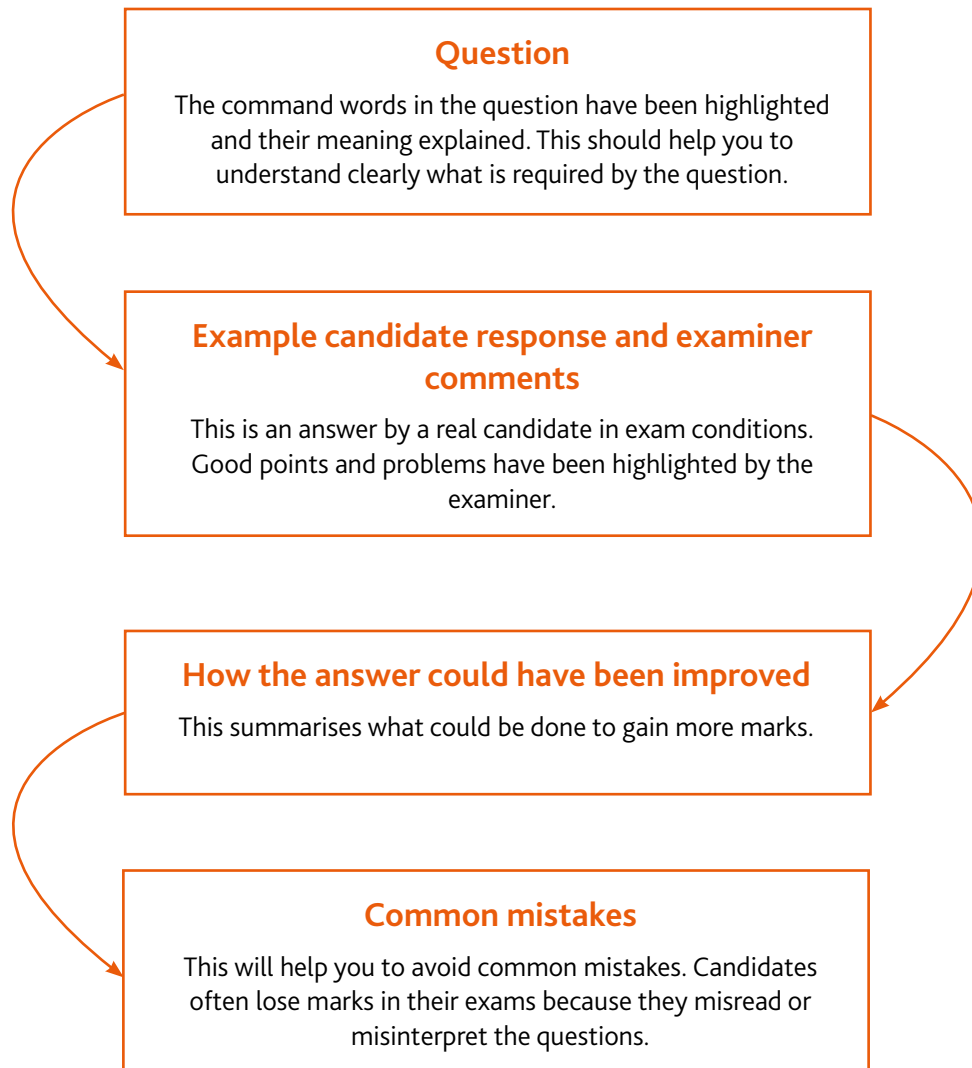 Question
The command words in the question have been highlighted
and their meaning explained. This should help you to
understand clearly what is required by the question.
Example candidate response and examiner
comments
This is an answer by a real candidate in exam conditions.
Good points and problems have been highlighted by the
examiner.
How the answer could have been improved
This summarises what could be done to gain more marks.
Common mistakes
This will help you to avoid common mistakes. Candidates
often lose marks in their exams because they misread or
misinterpret the questions.